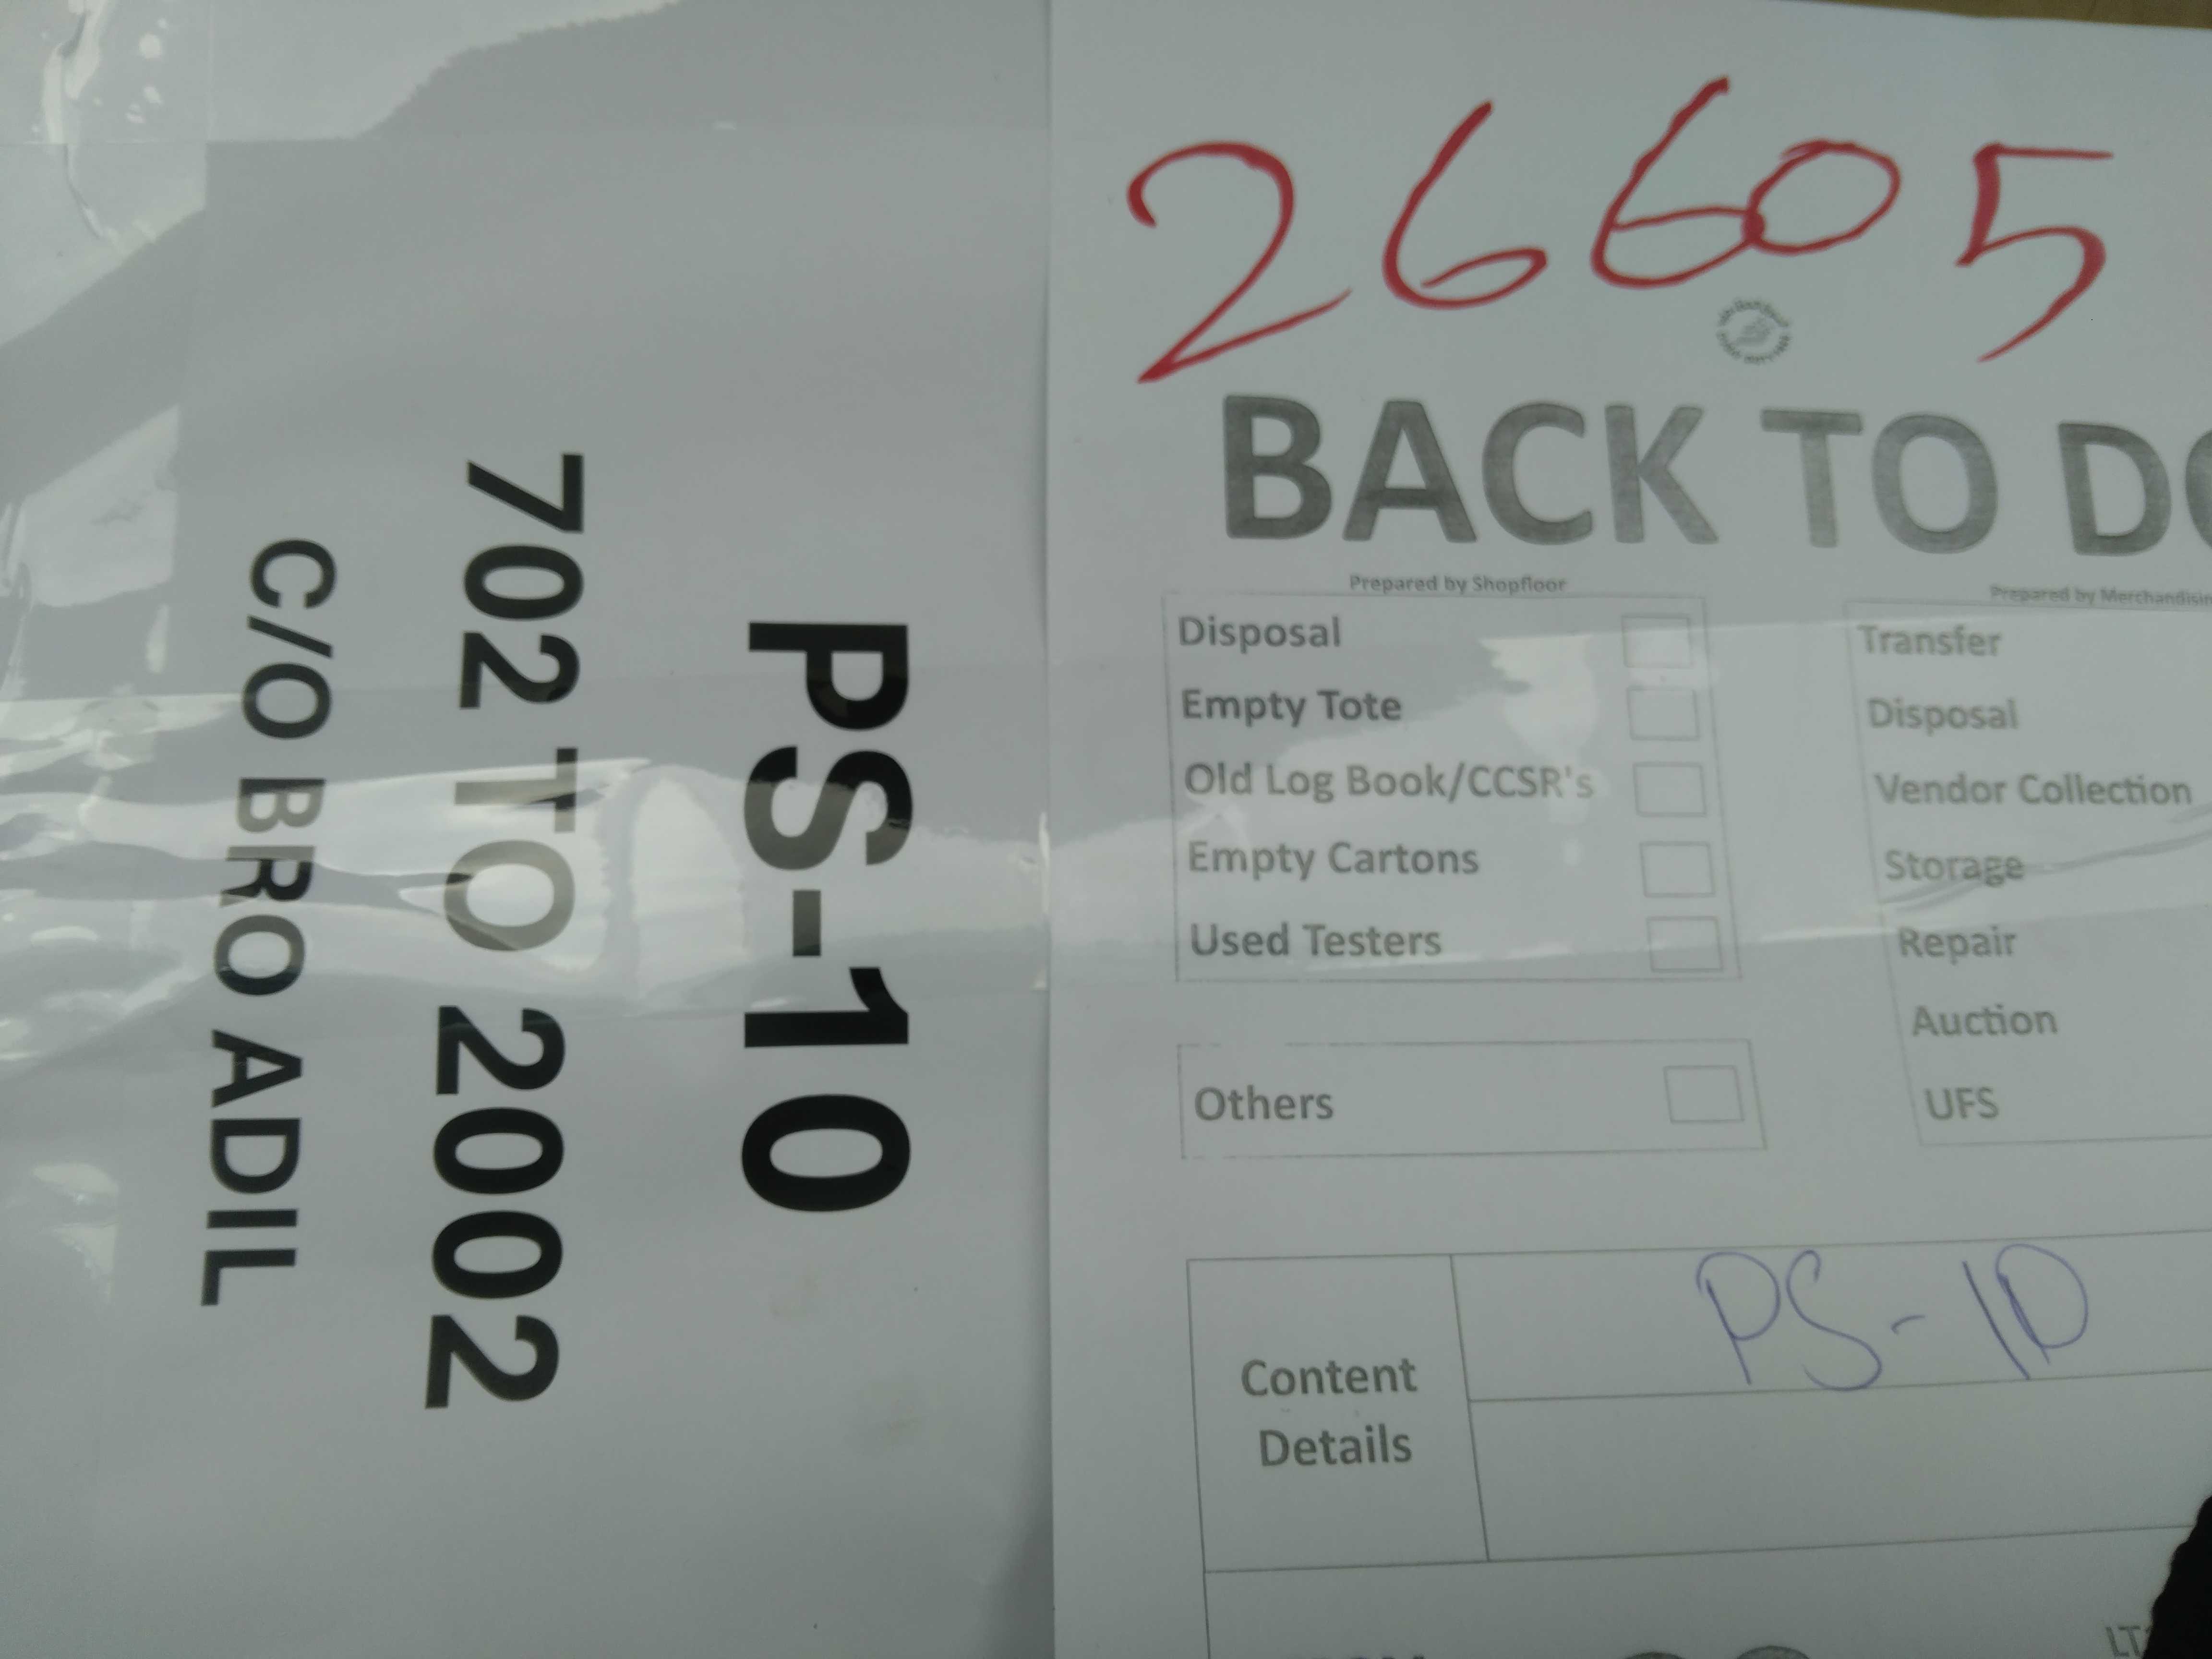 PS-10
702 TO 2002
C/O BRO ADIL
26605
BACK TO
Prepared by Shopfloor
Disposal
Empty Tote
Old Log Book/CCSR's
Empty Cartons
Used Testers
Others
Prepared by
Transfer
Disposal
Vendor Collection
Storage
Repair
Auction
UFS
Content
Details
PS-10